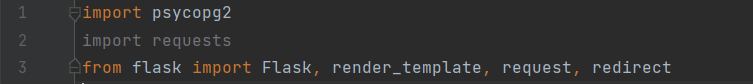 1 import psycopg2
2 import requests
3 from flask import Flask, render_template, request, redirect